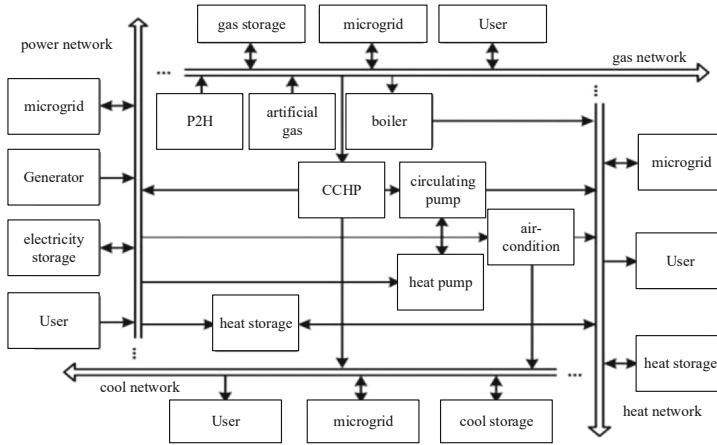 power network
gas storage
microgrid
User
gas network
...
...
microgrid
P2H
artificial
gas
boiler
microgrid
Generator
CCHP
circulating
pump
electricity
storage
air-
condition
User
heat pump
User
heat storage
...
heat storage
cool network
...
User
microgrid
cool storage
heat network